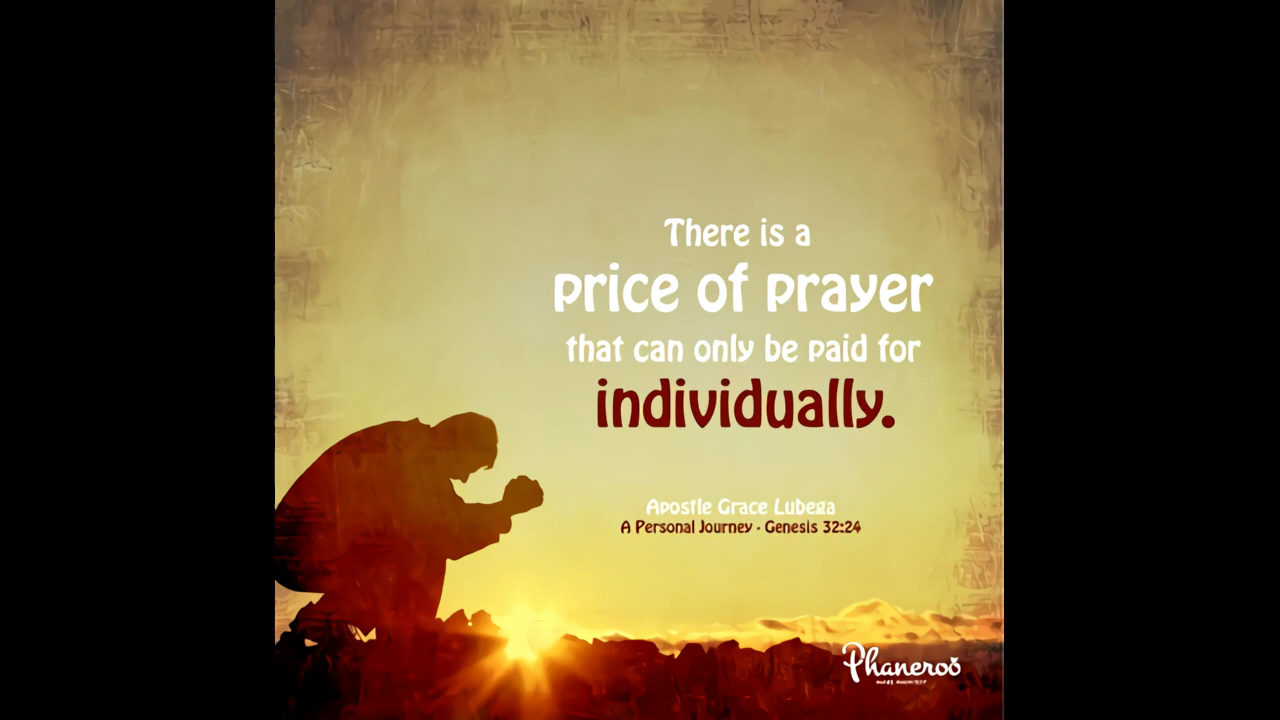 There is a
price of prayer
that can only be paid for
individually.
Apostle Grace Lubega
A Personal Journey · Genesis 32:24
Phaneroo